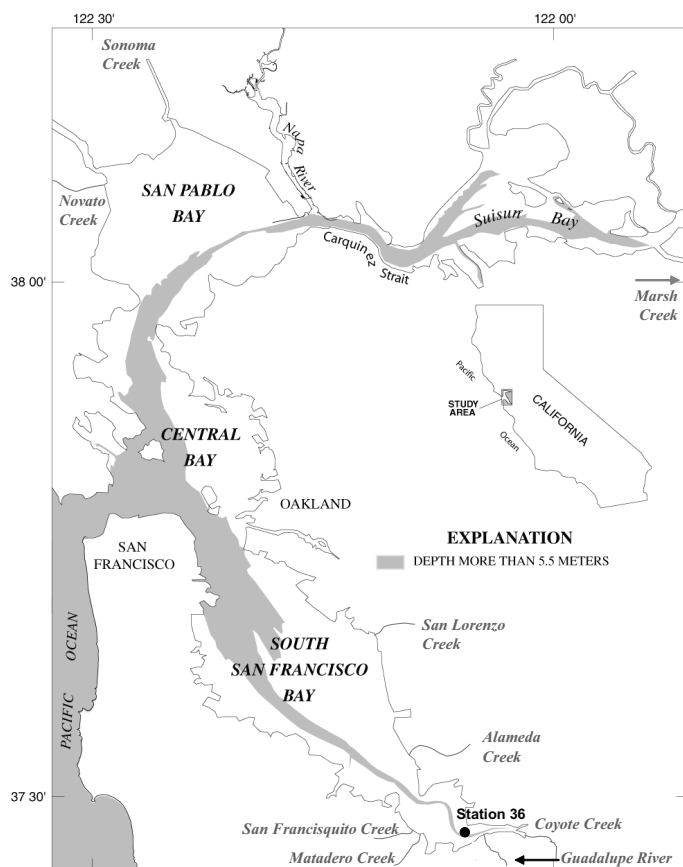 122 30'
122 00'
Sonoma
Creek
Napa
River
SAN PABLO
BAY
Novato
Creek
Suisun Bay
Carquinez
Strait
38 00'
Marsh
Creek
Pacific
Ocean
STUDY
AREA
CALIFORNIA
CENTRAL
BAY
OAKLAND
EXPLANATION
DEPTH MORE THAN 5.5 METERS
SAN
FRANCISCO
PACIFIC OCEAN
San Lorenzo
Creek
SOUTH
SAN FRANCISCO
BAY
Alameda
Creek
37 30'
Station 36
San Francisquito Creek
Coyote Creek
Matadero Creek
Guadalupe River